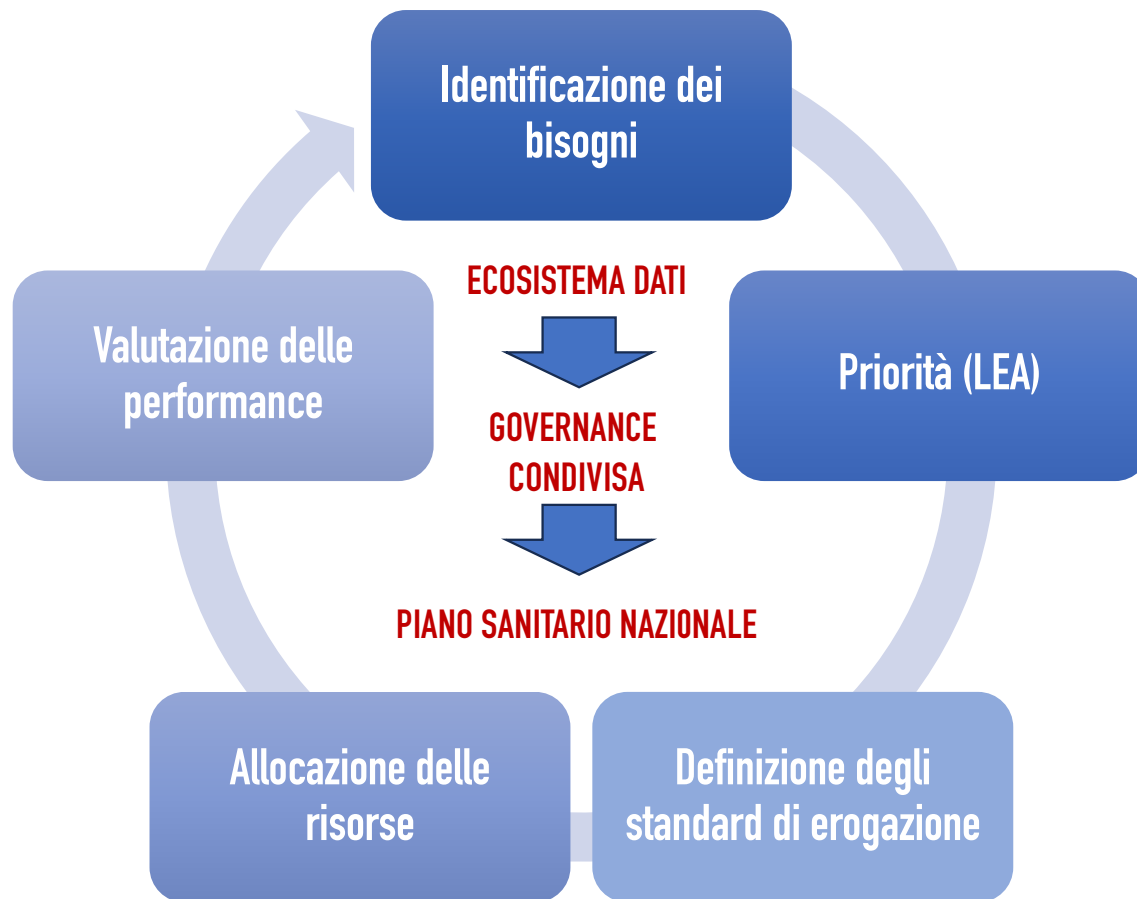 Identificazione dei
bisogni
Priorità (LEA)
Definizione degli
standard di erogazione
Allocazione delle
risorse
Valutazione delle
performance
ECOSISTEMA DATI
GOVERNANCE
CONDIVISA
PIANO SANITARIO NAZIONALE